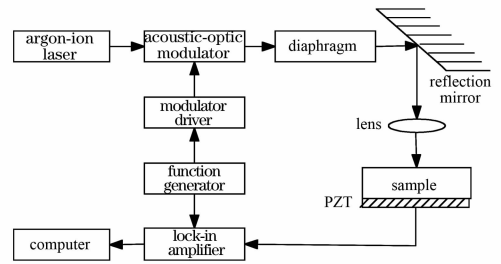 argon-ion
laser
acoustic-optic
modulator
diaphragm
reflection
mirror
modulator
driver
lens
function
generator
sample
PZT
computer
lock-in
amplifier